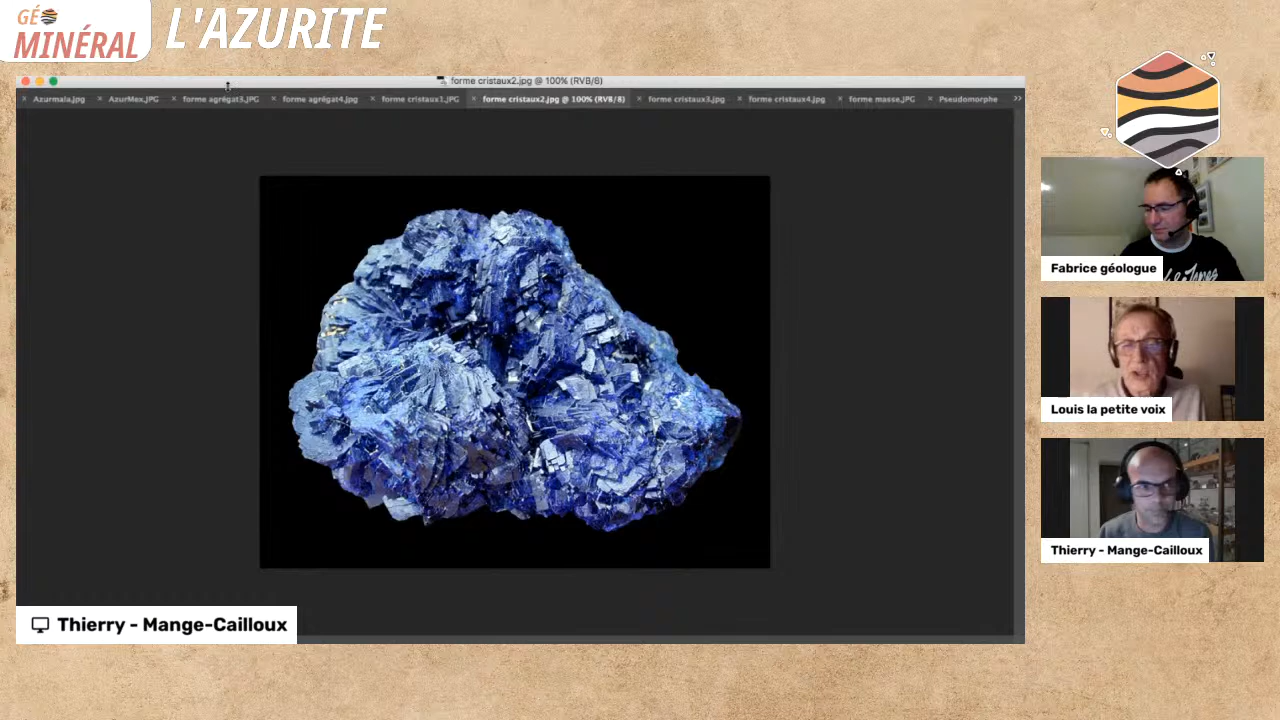 GÉO
MINÉRAL
L'AZURITE
forme cristaux2.jpg @ 100% (RVB/8)
Azurmala.jpg
AzurMex.JPG
forme agrégat3.JPG
forme agrégat4.jpg
forme cristaux1.JPG
forme cristaux2.jpg @ 100% (RVB/8)
forme cristaux3.jpg
forme cristaux4.jpg
forme masse.JPG
Pseudomorphe
Fabrice géologue
Louis la petite voix
Thierry - Mange-Cailloux
Thierry - Mange-Cailloux